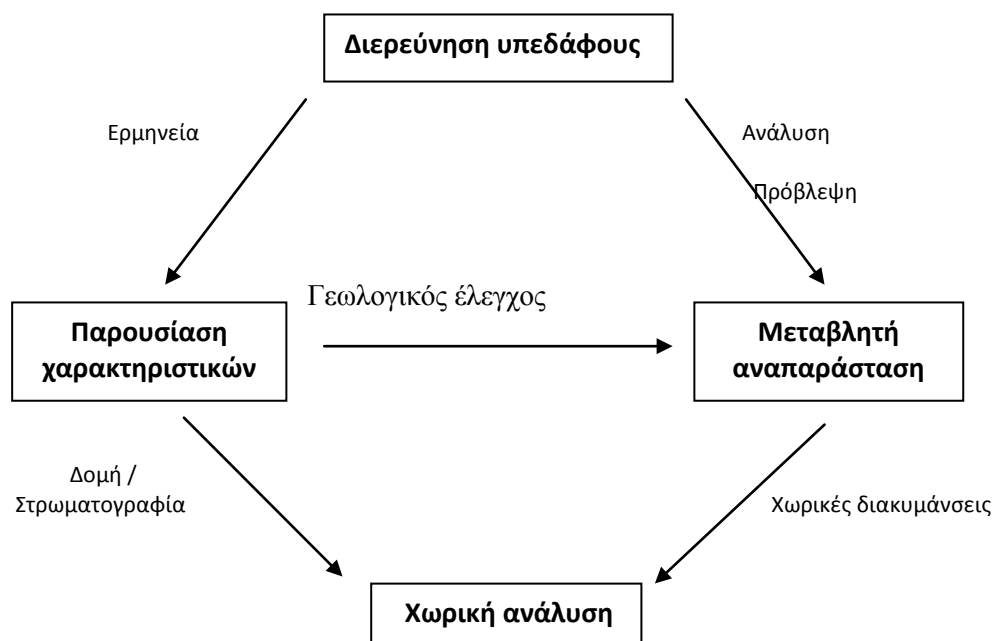 Διερεύνηση υπεδάφους
Ερμηνεία
Ανάλυση
Πρόβλεψη
Γεωλογικός έλεγχος
Παρουσίαση
χαρακτηριστικών
Μεταβλητή
αναπαράσταση
Δομή /
Στρωματογραφία
Χωρικές διακυμάνσεις
Χωρική ανάλυση